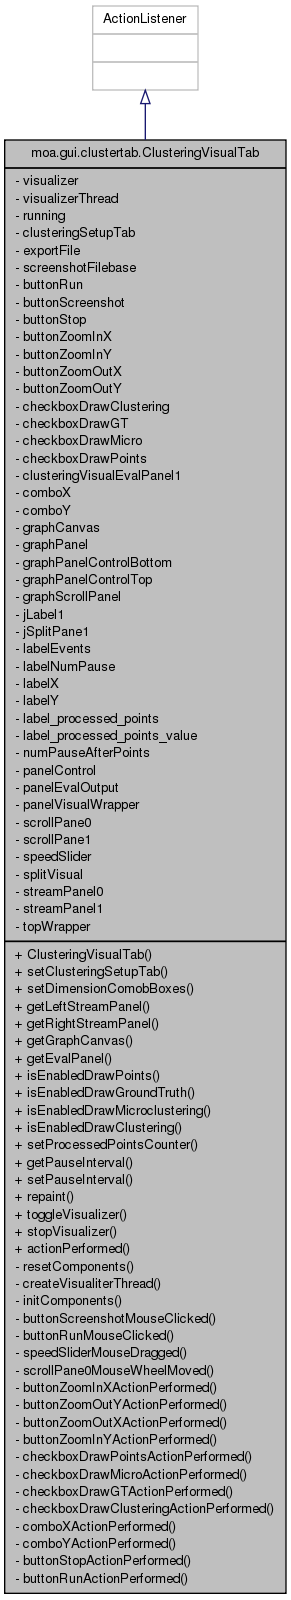 ActionListener
moa.gui.clustertab.ClusteringVisualTab
- visualizer
- visualizerThread
- running
- clusteringSetupTab
- exportFile
- screenshotFilebase
- buttonRun
- buttonScreenshot
- buttonStop
- buttonZoomInX
- buttonZoomInY
- buttonZoomOutX
- buttonZoomOutY
- checkboxDrawClustering
- checkboxDrawGT
- checkboxDrawMicro
- checkboxDrawPoints
- clusteringVisualEvalPanel1
- comboX
- comboY
- graphCanvas
- graphPanel
- graphPanelControlBottom
- graphPanelControlTop
- graphScrollPanel
- jLabel1
- jSplitPane1
- labelEvents
- labelNumPause
- labelX
- labelY
- label_processed_points
- label_processed_points_value
- numPauseAfterPoints
- panelControl
- panelEvalOutput
- panelVisualWrapper
- scrollPane0
- scrollPane1
- speedSlider
- splitVisual
- streamPanel0
- streamPanel1
- topWrapper
+ ClusteringVisualTab()
+ setClusteringSetupTab()
+ setDimensionComobBoxes()
+ getLeftStreamPanel()
+ getRightStreamPanel()
+ getGraphCanvas()
+ getEvalPanel()
+ isEnabledDrawPoints()
+ isEnabledDrawGroundTruth()
+ isEnabledDrawMicroclustering()
+ isEnabledDrawClustering()
+ setProcessedPointsCounter()
+ getPauseInterval()
+ setPauseInterval()
+ repaint()
+ toggleVisualizer()
+ stopVisualizer()
+ actionPerformed()
- resetComponents()
- createVisualiterThread()
- initComponents()
- buttonScreenshotMouseClicked()
- buttonRunMouseClicked()
- speedSliderMouseDragged()
- scrollPane0MouseWheelMoved()
- buttonZoomInXActionPerformed()
- buttonZoomOutYActionPerformed()
- buttonZoomOutXActionPerformed()
- buttonZoomInYActionPerformed()
- checkboxDrawPointsActionPerformed()
- checkboxDrawMicroActionPerformed()
- checkboxDrawGTActionPerformed()
- checkboxDrawClusteringActionPerformed()
- comboXActionPerformed()
- comboYActionPerformed()
- buttonStopActionPerformed()
- buttonRunActionPerformed()